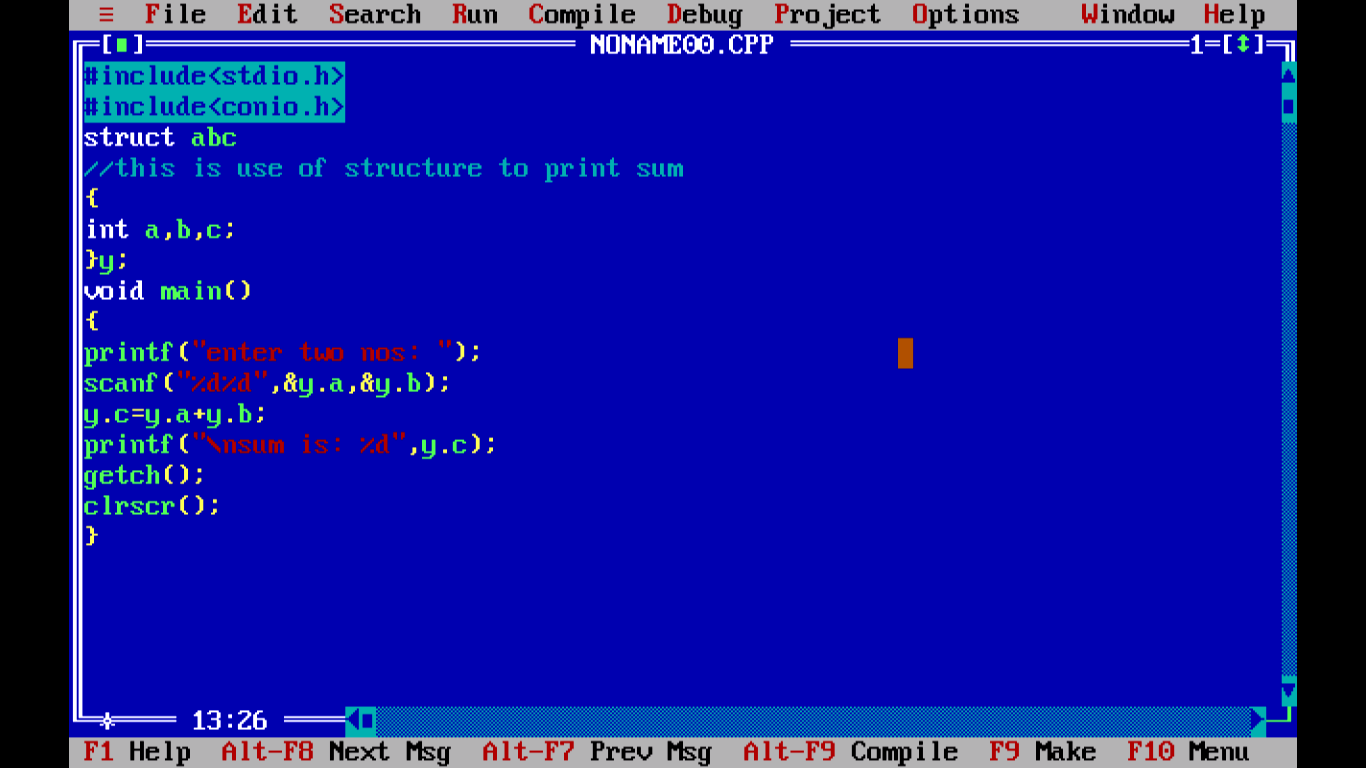 ≡ File Edit Search Run Compile Debug Project Options Window Help
[■] NONAME00.CPP 1=[↕]
#include<stdio.h>
#include<conio.h>
struct abc
//this is use of structure to print sum
{
int a,b,c;
}y;
void main()
{
printf("enter two nos: ");
scanf("%d%d",&y.a,&y.b);
y.c=y.a+y.b;
printf("\nsum is: %d",y.c);
getch();
clrscr();
}
13:26
F1 Help Alt-F8 Next Msg Alt-F7 Prev Msg Alt-F9 Compile F9 Make F10 Menu